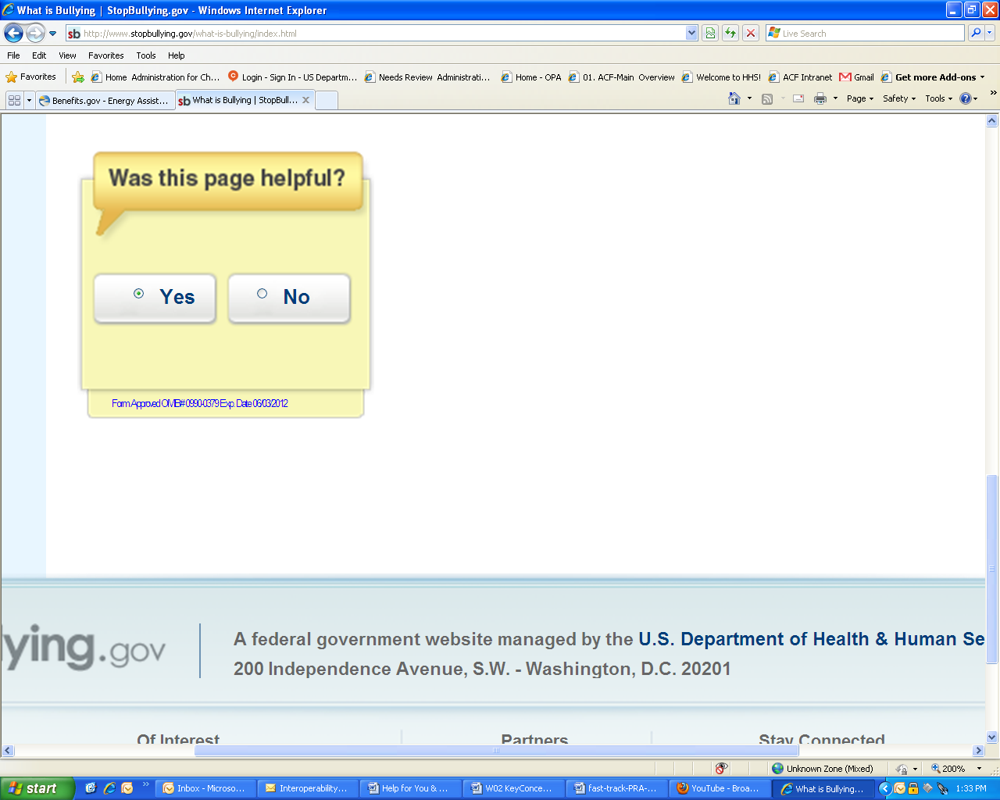 What is Bullying | StopBullying.gov - Windows Internet Explorer
sb http://www.stopbullying.gov/what-is-bullying/index.html
Live Search
File Edit View Favorites Tools Help
Favorites Home Administration for Ch... Login - Sign In - US Departm... Needs Review Administrati... Home - OPA 01. ACF-Main Overview Welcome to HHS! ACF Intranet Gmail Get more Add-ons »
Benefits.gov - Energy Assist... sb What is Bullying | StopBull... X Page Safety Tools
Was this page helpful?
Yes No
Form Approved OMB# 0990-0379 Exp. Date 06/03/2012
lying.gov
A federal government website managed by the U.S. Department of Health & Human Se
200 Independence Avenue, S.W. - Washington, D.C. 20201
Of Interest Partners Stay Connected
Unknown Zone (Mixed) 200%
start » Inbox - Microso... Interoperability... Help for You & ... W02 KeyConce... fast-track-PRA-... YouTube - Broa... What is Bullying... 1:33 PM